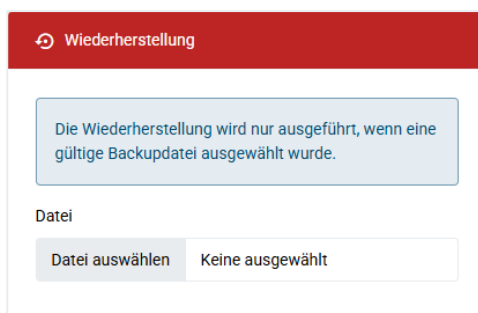 Wiederherstellung
Die Wiederherstellung wird nur ausgeführt, wenn eine
gültige Backupdatei ausgewählt wurde.
Datei
Datei auswählen Keine ausgewählt